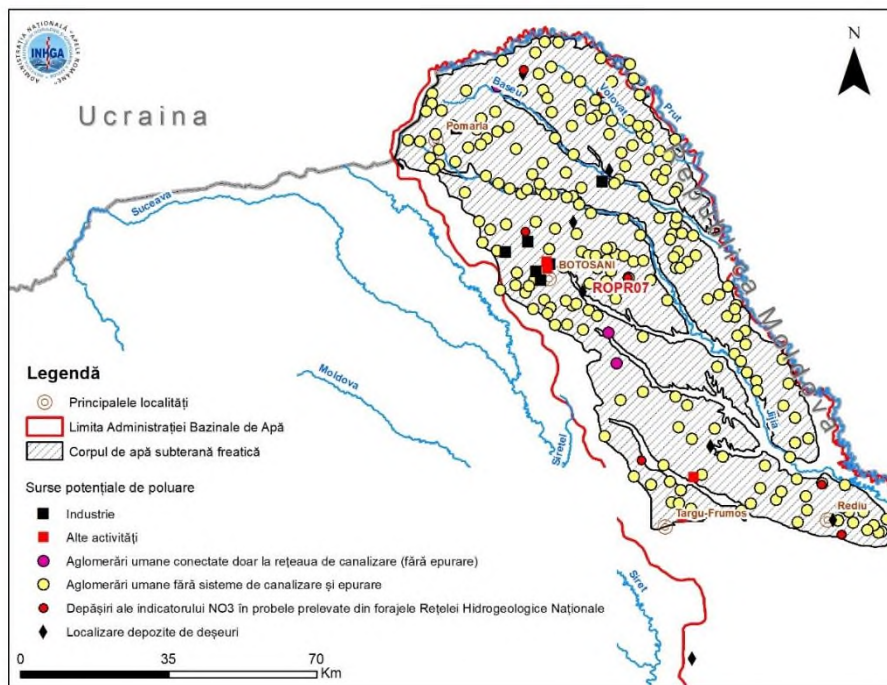 ADMINISTRAȚIA NAȚIONALĂ "APELE ROMÂNE"
INHGA
N
Ucraina
Suceava
Baseu
Volovat
Prut
Pomaria
Republica Moldova
BOTOSANI
ROPR07
Moldova
Siretel
Jijia
Targu-Frumos
Rediu
Siret
Legendă
Principalele localități
Limita Administrației Bazinale de Apă
Corpul de apă subterană freatică
Surse potențiale de poluare
Industrie
Alte activități
Aglomerări umane conectate doar la rețeaua de canalizare (fără epurare)
Aglomerări umane fără sisteme de canalizare și epurare
Depășiri ale indicatorului NO3 în probele prelevate din forajele Rețelei Hidrogeologice Naționale
Localizare depozite de deșeuri
0 35 70
Km